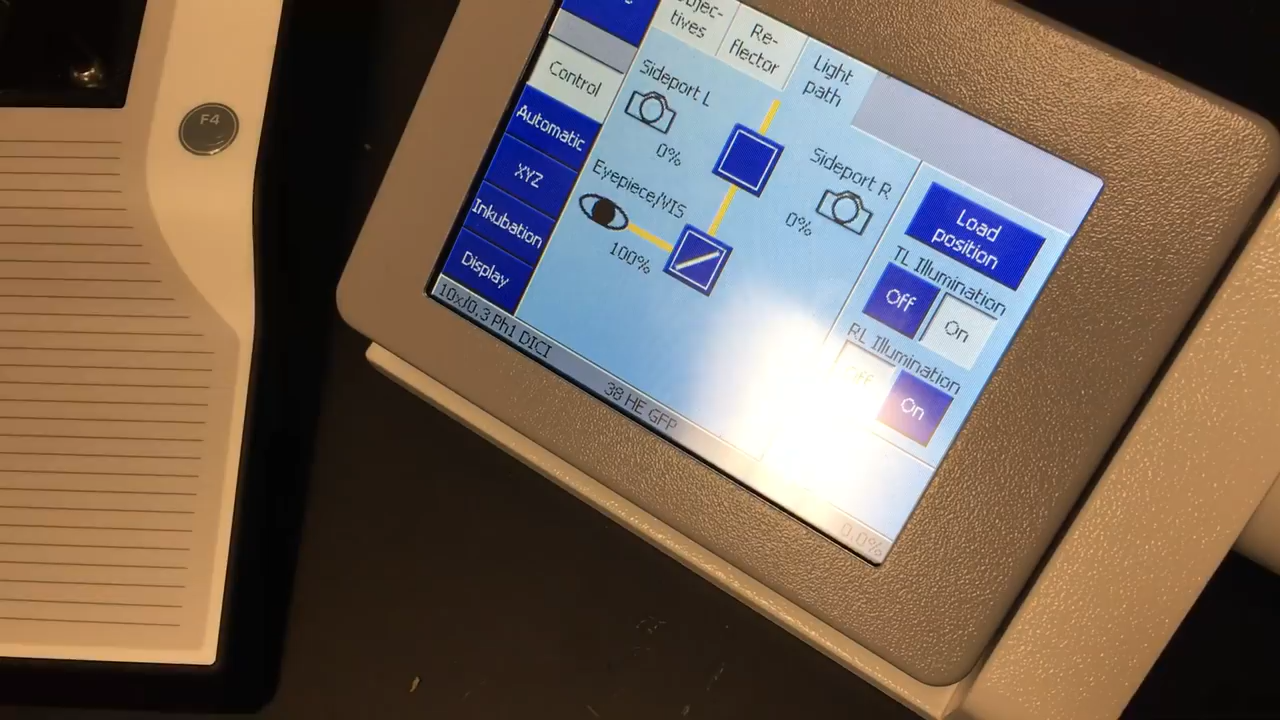 F4
Objec-
tives
Re-
flector
Light
path
Control
Automatic
XYZ
Inkubation
Display
Sideport L
0%
Eyepiece/VIS
100%
Sideport R
0%
Load
position
TL Illumination
Off
On
RL Illumination
Off
On
10x/0.3 Ph1 DICI
38 HE GFP
0.0%